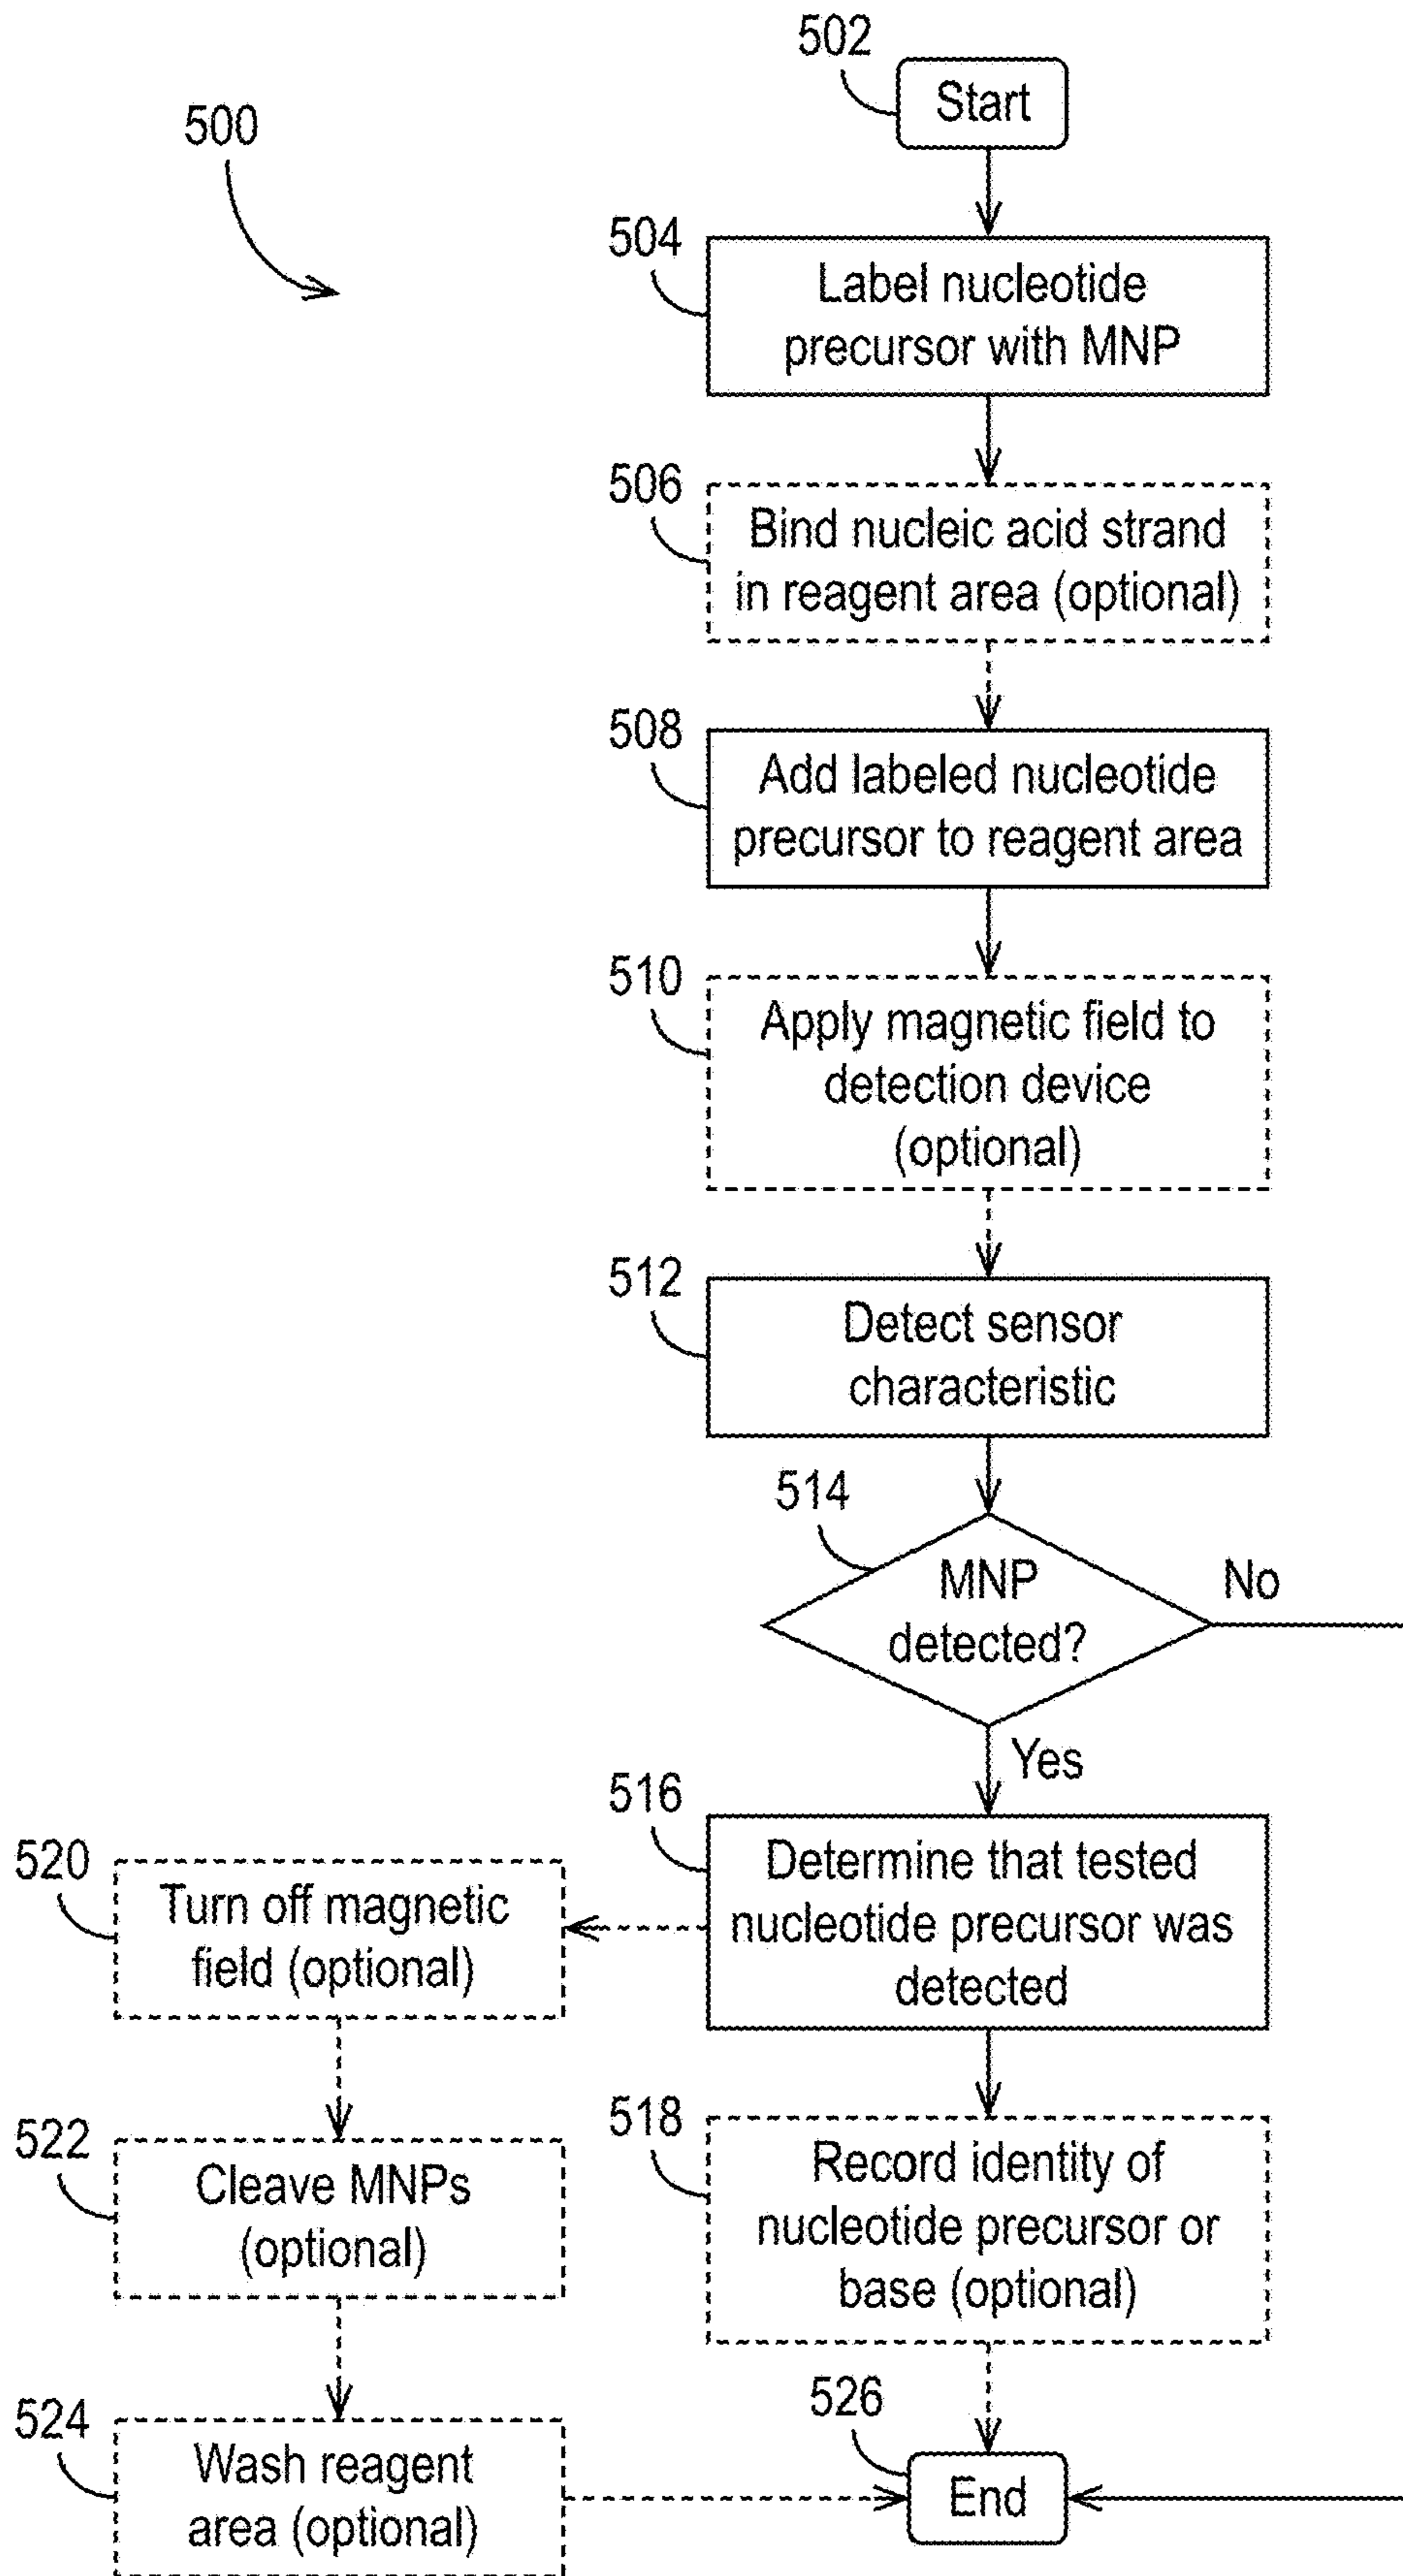 502
Start
500
504
Label nucleotide
precursor with MNP
506
Bind nucleic acid strand
in reagent area (optional)
508
Add labeled nucleotide
precursor to reagent area
510
Apply magnetic field to
detection device
(optional)
512
Detect sensor
characteristic
514
MNP
detected?
No
Yes
516
Determine that tested
nucleotide precursor was
detected
520
Turn off magnetic
field (optional)
522
Cleave MNPs
(optional)
518
Record identity of
nucleotide precursor or
base (optional)
524
Wash reagent
area (optional)
526
End